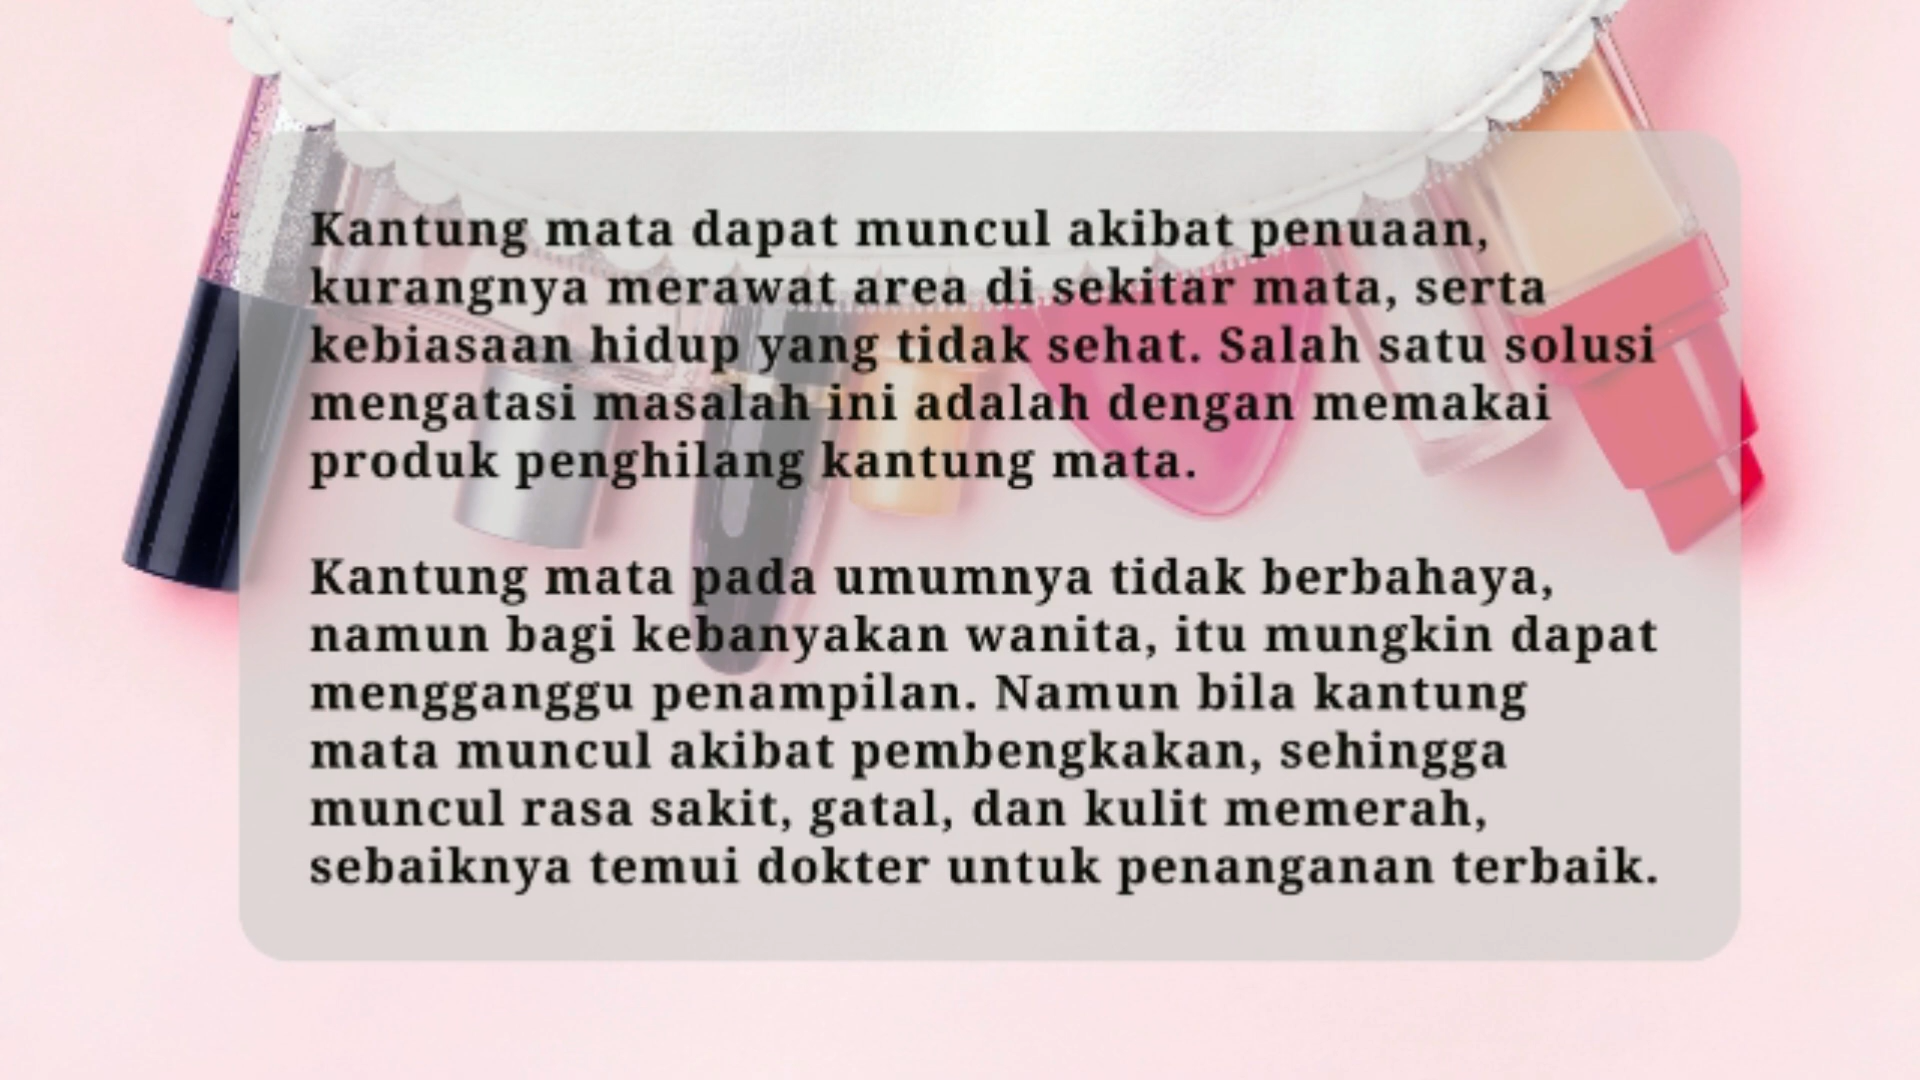 Kantung mata dapat muncul akibat penuaan,
kurangnya merawat area di sekitar mata, serta
kebiasaan hidup yang tidak sehat. Salah satu solusi
mengatasi masalah ini adalah dengan memakai
produk penghilang kantung mata.
Kantung mata pada umumnya tidak berbahaya,
namun bagi kebanyakan wanita, itu mungkin dapat
mengganggu penampilan. Namun bila kantung
mata muncul akibat pembengkakan, sehingga
muncul rasa sakit, gatal, dan kulit memerah,
sebaiknya temui dokter untuk penanganan terbaik.